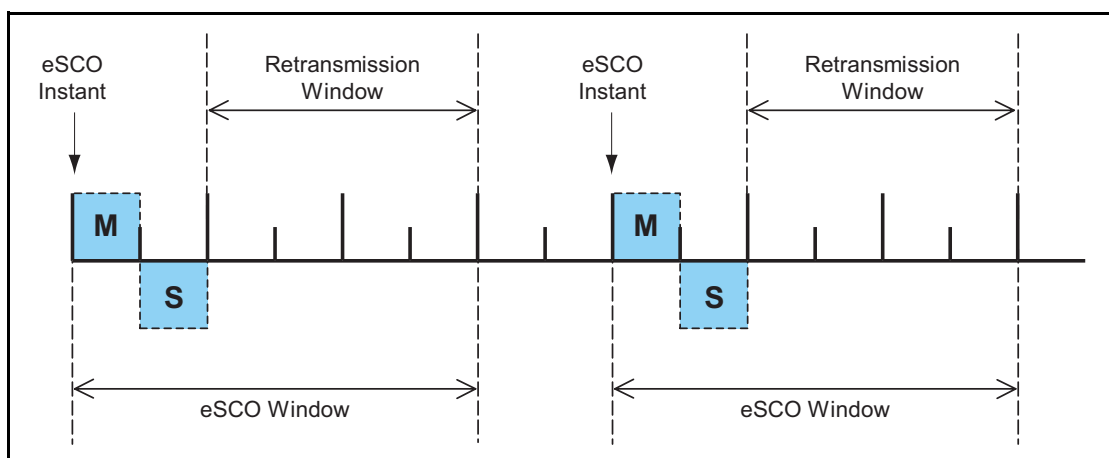 eSCO
Instant
Retransmission
Window
eSCO
Instant
Retransmission
Window
M
S
M
S
eSCO Window
eSCO Window